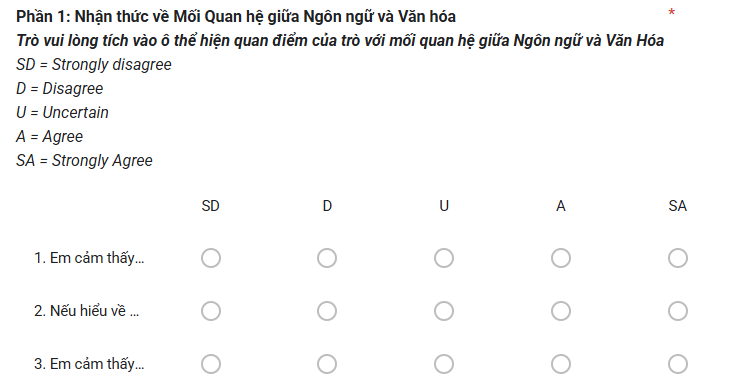 Phần 1: Nhận thức về Mối Quan hệ giữa Ngôn ngữ và Văn hóa *
Trò vui lòng tích vào ô thể hiện quan điểm của trò với mối quan hệ giữa Ngôn ngữ và Văn Hóa
SD = Strongly disagree
D = Disagree
U = Uncertain
A = Agree
SA = Strongly Agree
SD D U A SA
1. Em cảm thấy...
2. Nếu hiểu về ...
3. Em cảm thấy...